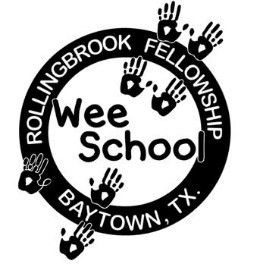 ROLLINGBROOK FELLOWSHIP
Wee
School
BAYTOWN, TX.